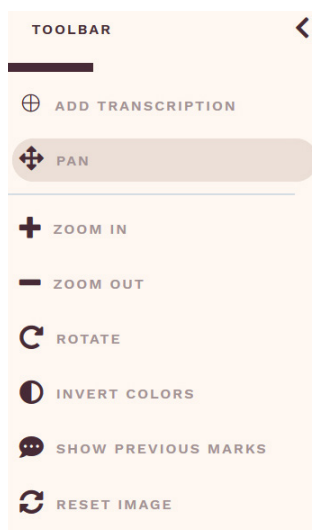 TOOLBAR
ADD TRANSCRIPTION
PAN
ZOOM IN
ZOOM OUT
ROTATE
INVERT COLORS
SHOW PREVIOUS MARKS
RESET IMAGE